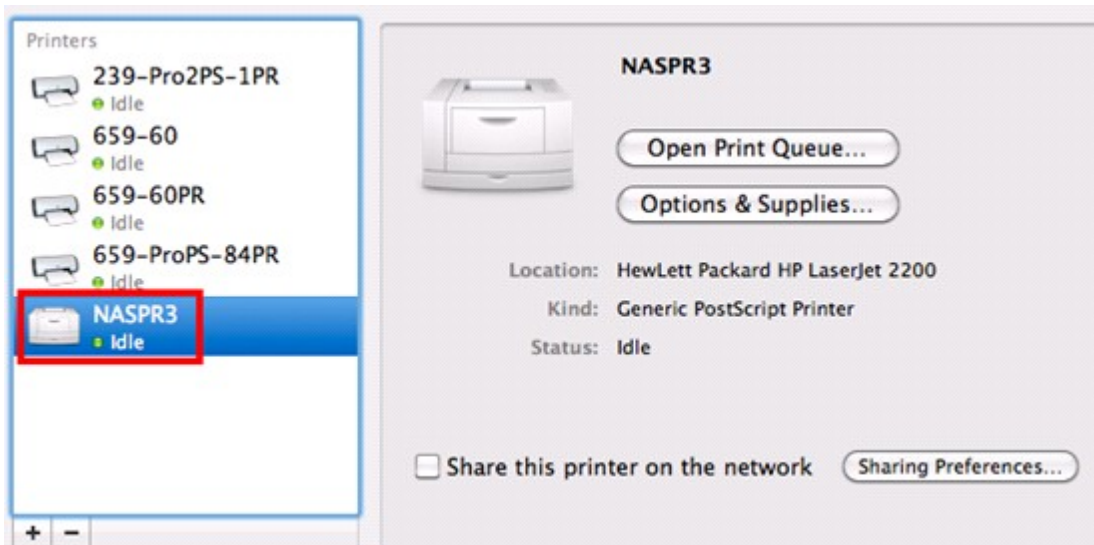 Printers
239-Pro2PS-1PR
Idle
659-60
Idle
659-60PR
Idle
659-ProPS-84PR
Idle
NASPR3
Idle
+ −
NASPR3
Open Print Queue...
Options & Supplies...
Location: HewLett Packard HP LaserJet 2200
Kind: Generic PostScript Printer
Status: Idle
Share this printer on the network Sharing Preferences...